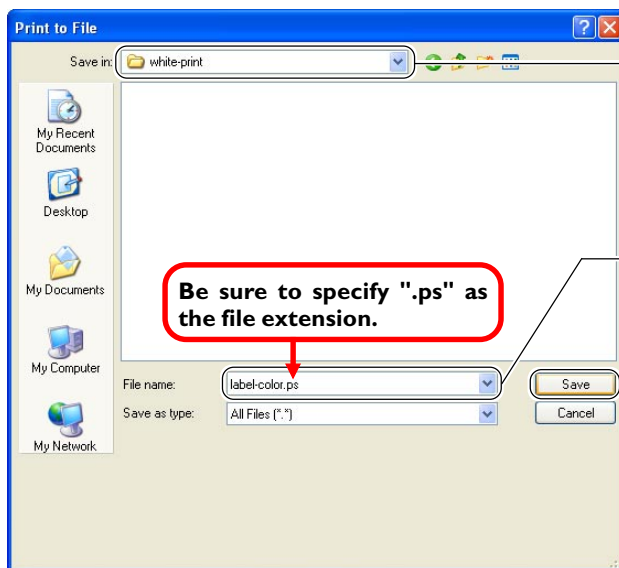 Print to File
Save in:
white-print
My Recent
Documents
Desktop
My Documents
My Computer
My Network
Be sure to specify ".ps" as
the file extension.
File name:
label-color.ps
Save
Save as type:
All Files (*.*)
Cancel